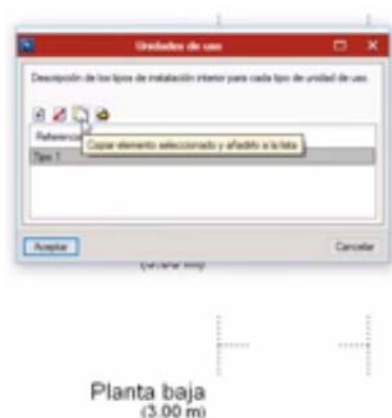 Unidades de uso
Descripción de los tipos de instalación interior para cada tipo de unidad de uso.
Referencia
Copiar elemento seleccionado y añadirlo a la lista
Tipo 1
Aceptar
Cancelar
Planta baja
(3.00 m)